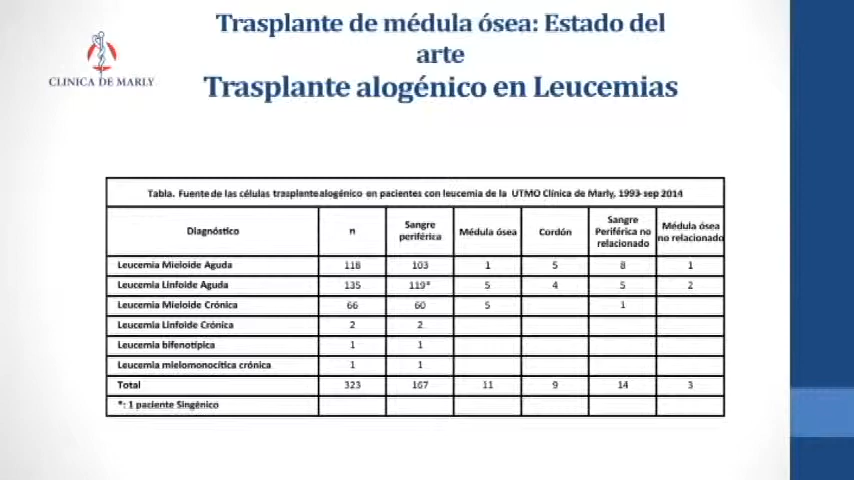 Trasplante de médula ósea: Estado del
arte
Trasplante alogénico en Leucemias
CLINICA DE MARLY
Tabla. Fuente de las células trasplante alogénico en pacientes con leucemia de la UTMO Clínica de Marly, 1993-sep 2014
Diagnóstico n Sangre periférica Médula ósea Cordón Sangre Periférica no relacionado Médula ósea no relacionado
Leucemia Mieloide Aguda 118 103 1 5 8 1
Leucemia Linfoide Aguda 135 119* 5 4 5 2
Leucemia Mieloide Crónica 66 60 5 1
Leucemia Linfoide Crónica 2 2
Leucemia bifenotípica 1 1
Leucemia mielomonocítica crónica 1 1
Total 323 167 11 9 14 3
*: 1 paciente Singénico